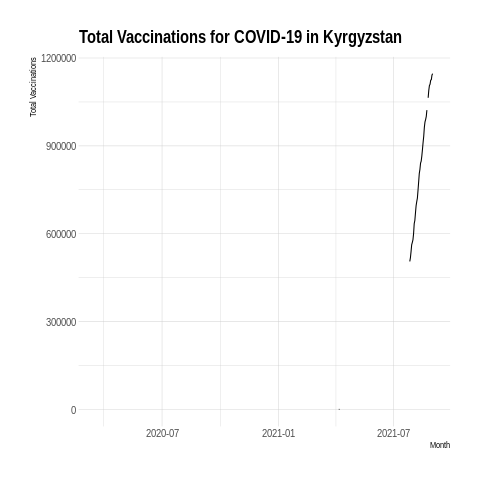 Total Vaccinations for COVID-19 in Kyrgyzstan
Total Vaccinations
1200000
900000
600000
300000
0
2020-07 2021-01 2021-07
Month